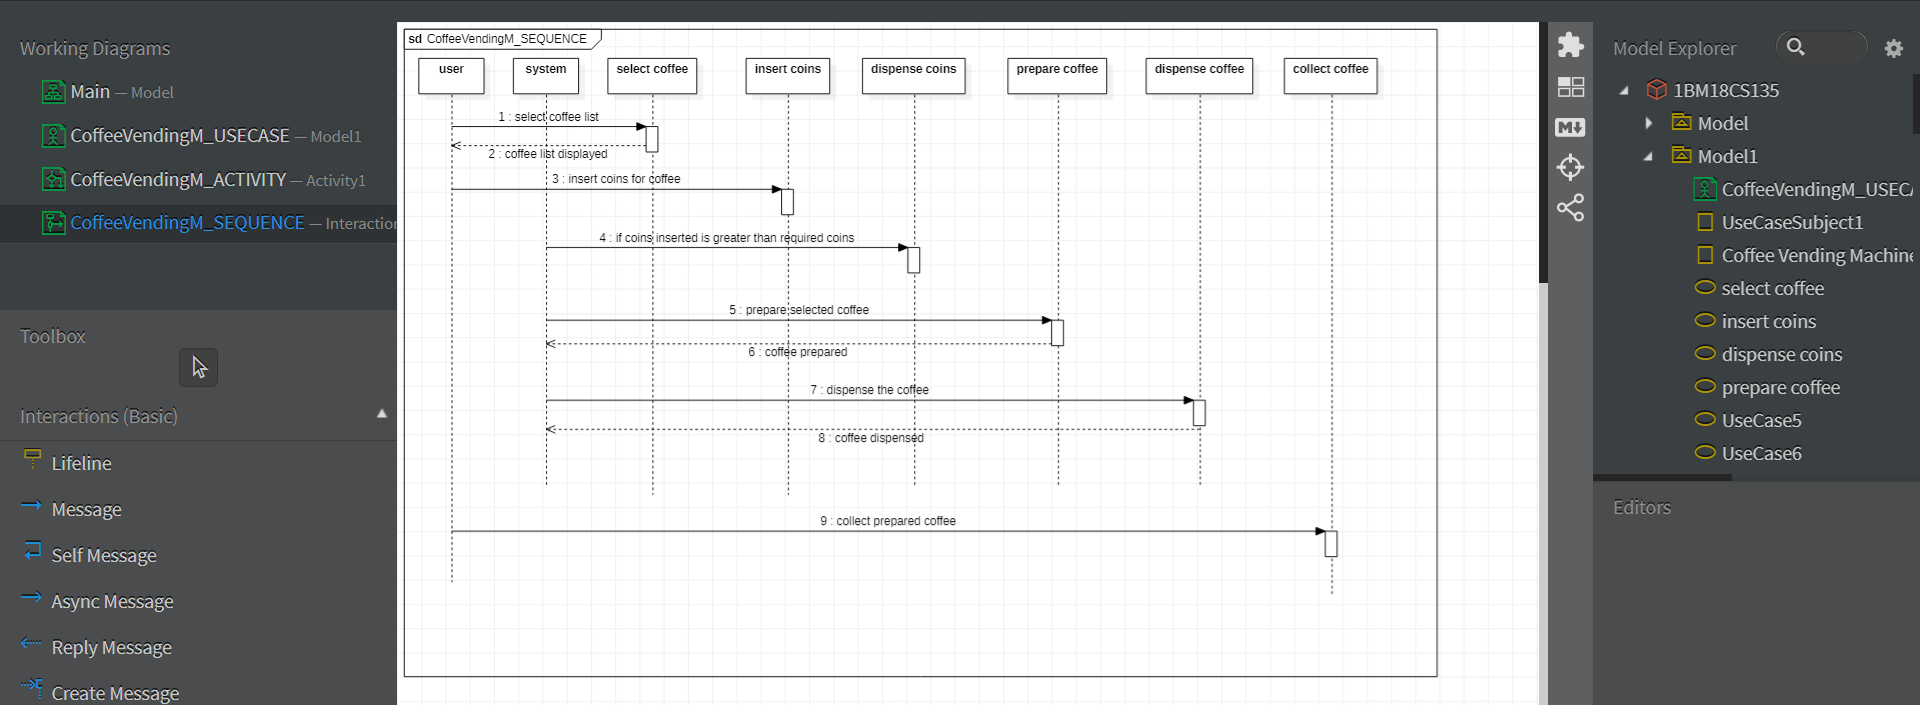 Working Diagrams
Main — Model
CoffeeVendingM_USECASE — Model1
CoffeeVendingM_ACTIVITY — Activity1
CoffeeVendingM_SEQUENCE — Interaction
Toolbox
Interactions (Basic)
Lifeline
Message
Self Message
Async Message
Reply Message
Create Message
sd CoffeeVendingM_SEQUENCE
user
system
select coffee
insert coins
dispense coins
prepare coffee
dispense coffee
collect coffee
1 : select coffee list
2 : coffee list displayed
3 : insert coins for coffee
4 : if coins inserted is greater than required coins
5 : prepare selected coffee
6 : coffee prepared
7 : dispense the coffee
8 : coffee dispensed
9 : collect prepared coffee
M
Model Explorer
1BM18CS135
Model
Model1
CoffeeVendingM_USECA
UseCaseSubject1
Coffee Vending Machine
select coffee
insert coins
dispense coins
prepare coffee
UseCase5
UseCase6
Editors